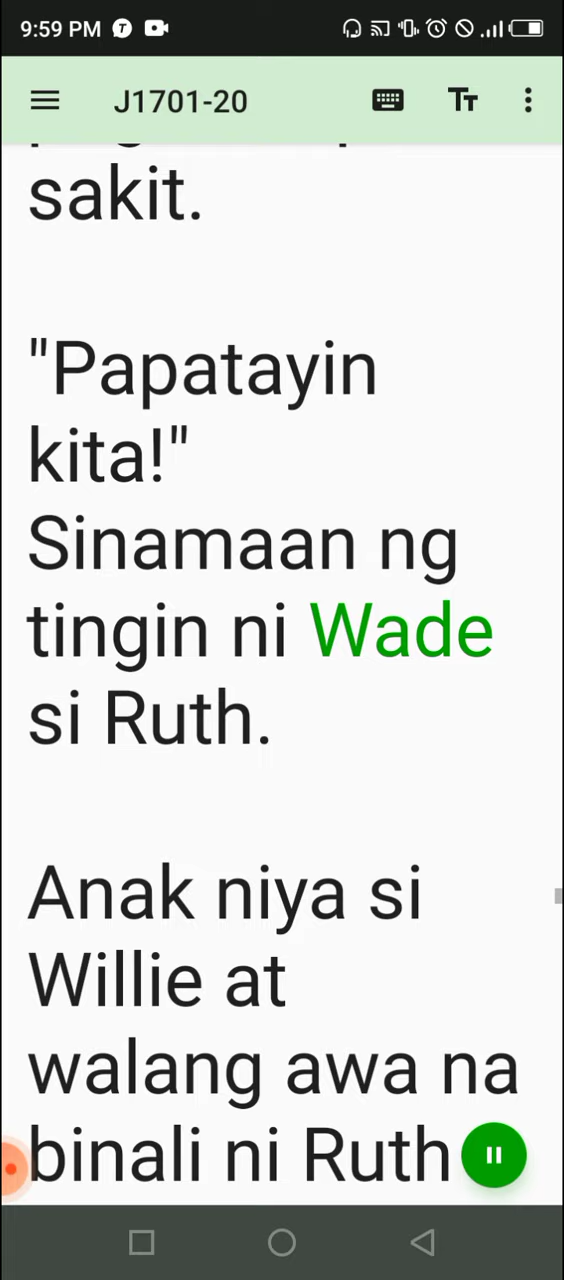 9:59 PM
J1701-20
sakit.
"Papatayin
kita!"
Sinamaan ng
tingin ni Wade
si Ruth.
Anak niya si
Willie at
walang awa na
binali ni Ruth